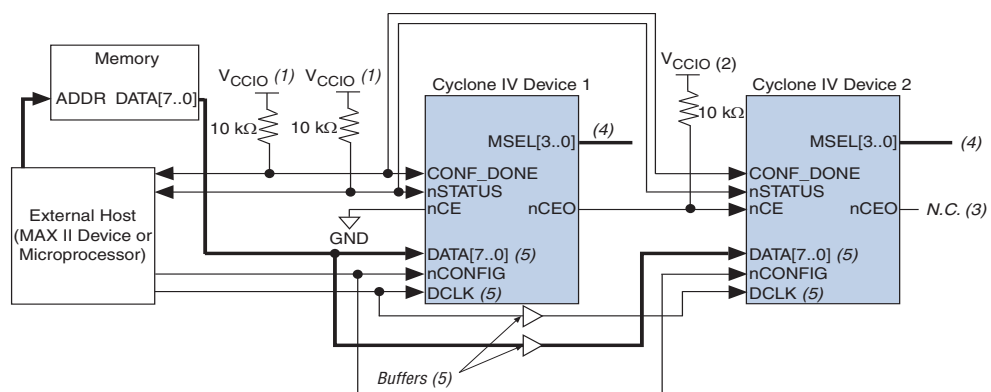 Memory
ADDR DATA[7..0]
VCCIO (1)
10 kΩ
VCCIO (1)
10 kΩ
Cyclone IV Device 1
MSEL[3..0]
(4)
CONF_DONE
nSTATUS
nCE
nCEO
GND
DATA[7..0] (5)
nCONFIG
DCLK (5)
VCCIO (2)
10 kΩ
Cyclone IV Device 2
MSEL[3..0]
(4)
CONF_DONE
nSTATUS
nCE
nCEO
N.C. (3)
DATA[7..0] (5)
nCONFIG
DCLK (5)
External Host
(MAX II Device or
Microprocessor)
Buffers (5)